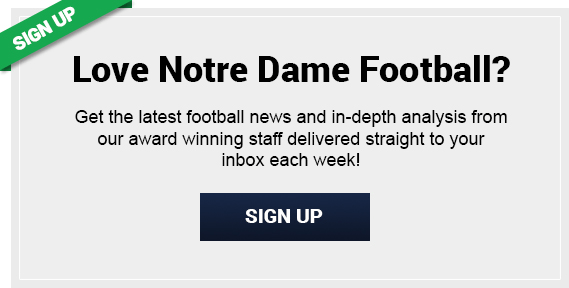 SIGN UP
Love Notre Dame Football?
Get the latest football news and in-depth analysis from
our award winning staff delivered straight to your
inbox each week!
SIGN UP